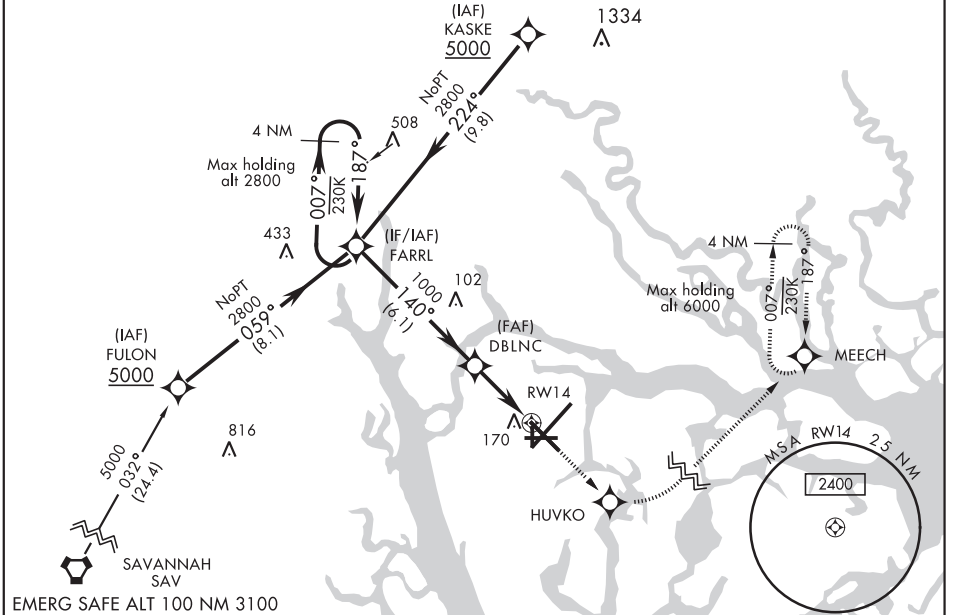 (IAF)
KASKE
5000
1334
NoPT
2800
224°
(9.8)
4 NM
508
Max holding
alt 2800
007°
230K
187°
433
(IF/IAF)
FARRL
NoPT
2800
059°
(8.1)
1000
140°
(6.1)
102
4 NM
Max holding
alt 6000
007°
230K
187°
MEECH
(FAF)
DBLNC
(IAF)
FULON
5000
RW14
170
816
5000
032°
(24.4)
HUVKO
MSA RW14 25 NM
2400
SAVANNAH
SAV
EMERG SAFE ALT 100 NM 3100